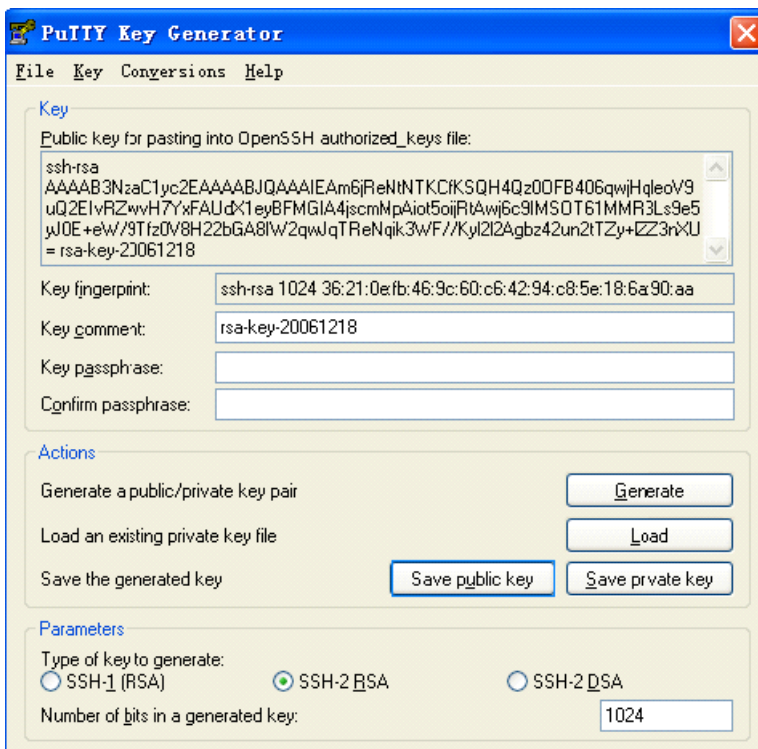 PuTTY Key Generator
File Key Conversions Help
Key
Public key for pasting into OpenSSH authorized_keys file:
ssh-rsa
AAAAB3NzaC1yc2EAAAABJQAAAIEAm6jReNtNTKCfKSQH4Qz0OFB406qwjHqleoV9
uQ2EIvRZwvH7YxFAUdX1eyBFMGIA4jscmMpAiot5oijRtAwj6c9IMSOT61MMR3Ls9e5
yJ0E+eW/9Tfz0V8H22bGA8IW2qwJqTReNqik3WF//KyI2I2Agbz42un2tTZy+IZZ3nXU
= rsa-key-20061218
Key fingerprint: ssh-rsa 1024 36:21:0e:fb:46:9c:60:c6:42:94:c8:5e:18:6a:90:aa
Key comment: rsa-key-20061218
Key passphrase:
Confirm passphrase:
Actions
Generate a public/private key pair Generate
Load an existing private key file Load
Save the generated key Save public key Save private key
Parameters
Type of key to generate:
SSH-1 (RSA) SSH-2 RSA SSH-2 DSA
Number of bits in a generated key: 1024